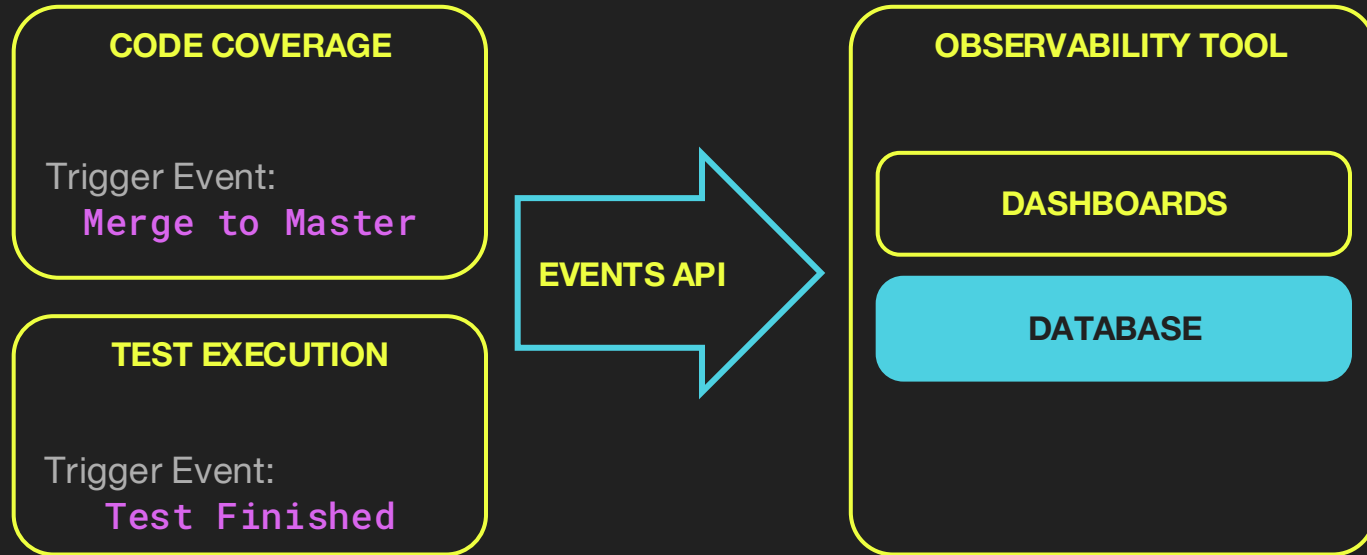 CODE COVERAGE
Trigger Event:
Merge to Master
TEST EXECUTION
Trigger Event:
Test Finished
EVENTS API
OBSERVABILITY TOOL
DASHBOARDS
DATABASE